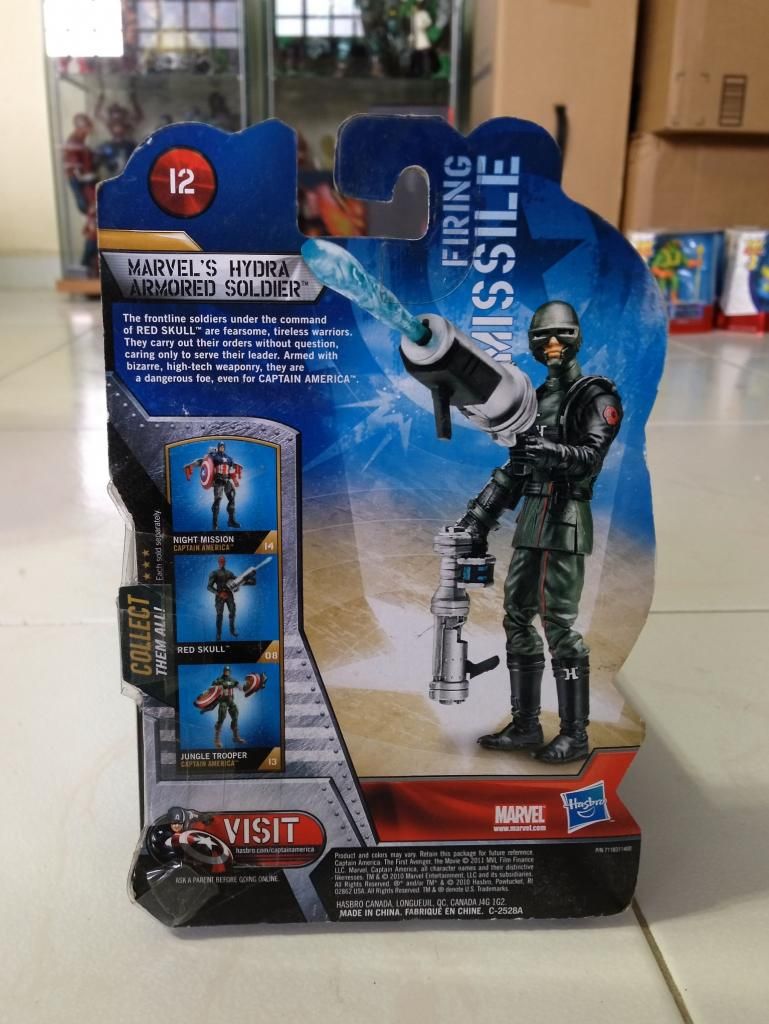 12
FIRING
MISSILE
MARVEL'S HYDRA
ARMORED SOLDIER™
The frontline soldiers under the command
of RED SKULL™ are fearsome, tireless warriors.
They carry out their orders without question,
caring only to serve their leader. Armed with
bizarre, high-tech weaponry, they are
a dangerous foe, even for CAPTAIN AMERICA™.
NIGHT MISSION
CAPTAIN AMERICA™
14
RED SKULL™
08
JUNGLE TROOPER
CAPTAIN AMERICA™
13
COLLECT
THEM ALL!
Each sold separately.
H
VISIT
hasbro.com/captainamerica
ASK A PARENT BEFORE GOING ONLINE.
MARVEL
www.marvel.com
Hasbro
P/N 7116311400
Product and colors may vary. Retain this package for future reference.
Captain America: The First Avenger, the Movie © 2011 MVL Film Finance
LLC. Marvel, Captain America, all character names and their distinctive
likenesses: TM & © 2010 Marvel Entertainment, LLC and its subsidiaries.
All Rights Reserved. ®* and/or TM* & © 2010 Hasbro, Pawtucket, RI
02862 USA. All Rights Reserved. TM & ® denote U.S. Trademarks.
HASBRO CANADA, LONGUEUIL, QC, CANADA J4G 1G2.
MADE IN CHINA. FABRIQUÉ EN CHINE. C-2528A